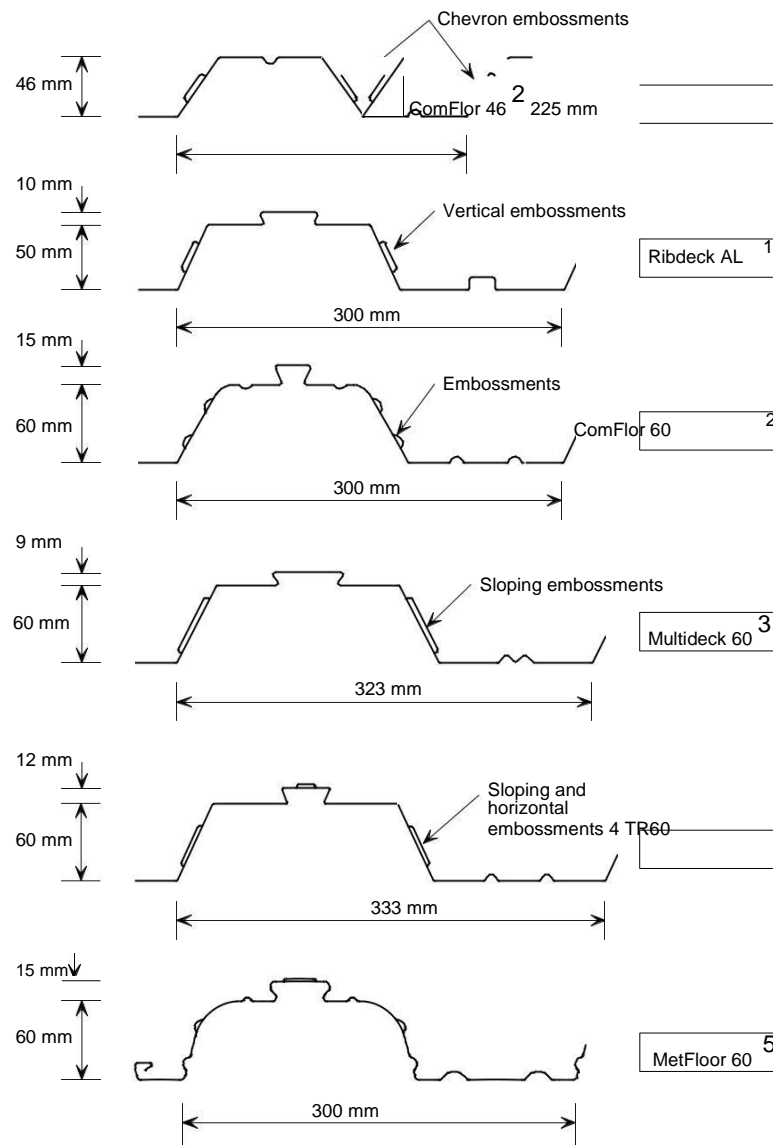 Chevron embossments
46 mm
ComFlor 46 2 225 mm
10 mm
Vertical embossments
50 mm
Ribdeck AL 1
300 mm
15 mm
Embossments
60 mm
ComFlor 60 2
300 mm
9 mm
Sloping embossments
60 mm
Multideck 60 3
323 mm
12 mm
Sloping and
horizontal
embossments 4 TR60
60 mm
333 mm
15 mm
60 mm
MetFloor 60 5
300 mm